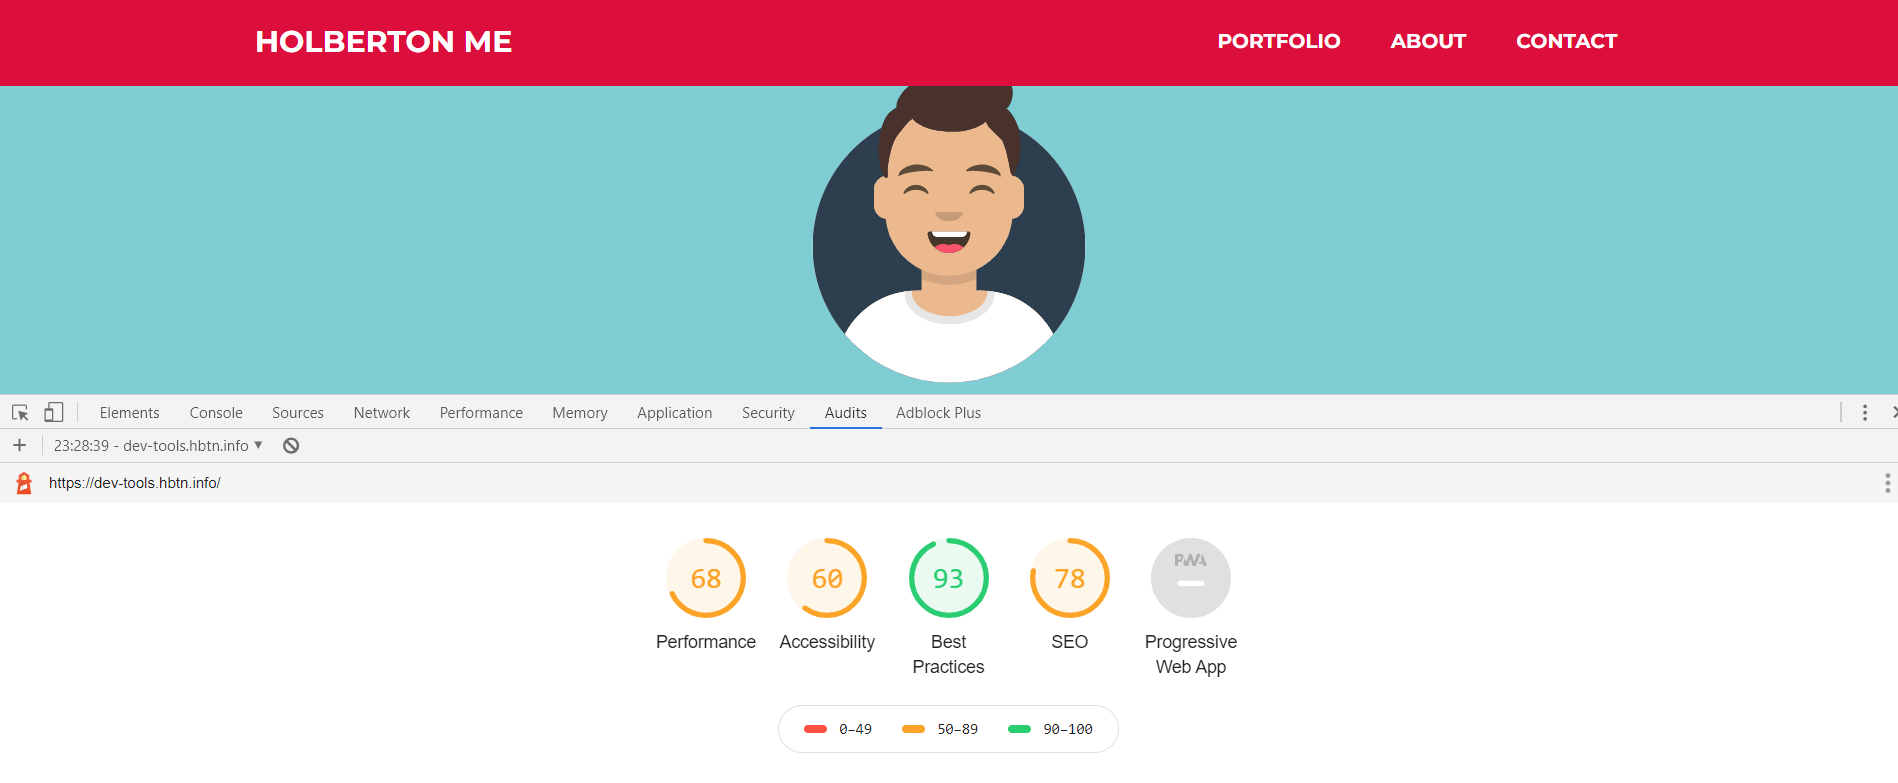 HOLBERTON ME PORTFOLIO ABOUT CONTACT
Elements Console Sources Network Performance Memory Application Security Audits Adblock Plus
23:28:39 - dev-tools.hbtn.info
https://dev-tools.hbtn.info/
PWA
68 60 93 78
Performance Accessibility Best Practices SEO Progressive Web App
0–49 50–89 90–100